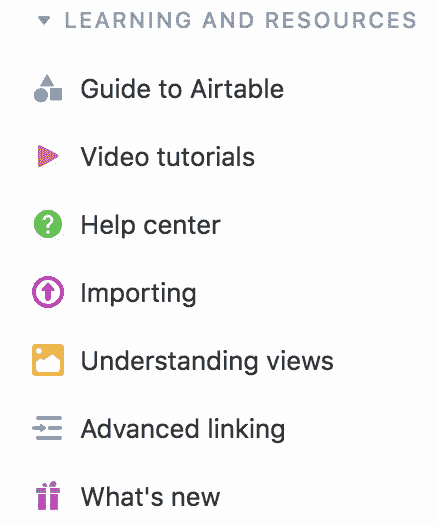 LEARNING AND RESOURCES
Guide to Airtable
Video tutorials
Help center
Importing
Understanding views
Advanced linking
What's new